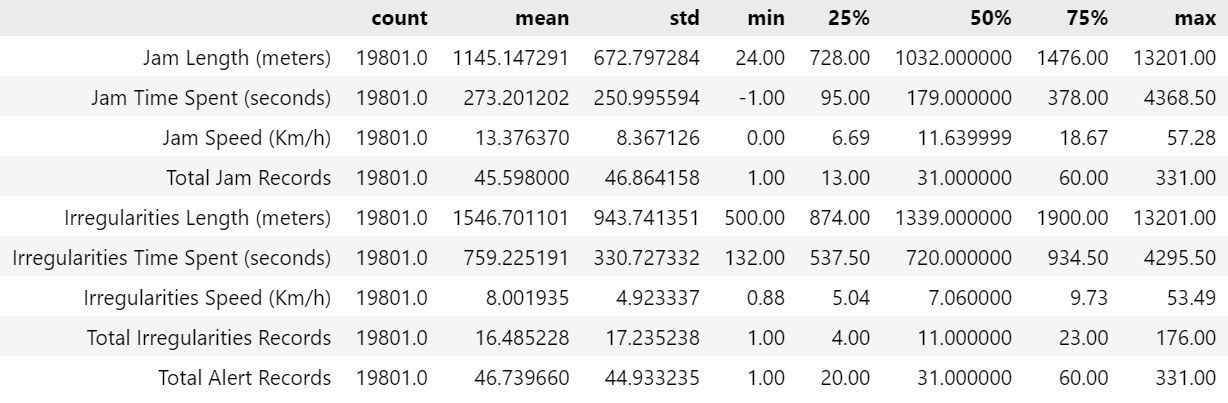 count mean std min 25% 50% 75% max
Jam Length (meters) 19801.0 1145.147291 672.797284 24.00 728.00 1032.000000 1476.00 13201.00
Jam Time Spent (seconds) 19801.0 273.201202 250.995594 -1.00 95.00 179.000000 378.00 4368.50
Jam Speed (Km/h) 19801.0 13.376370 8.367126 0.00 6.69 11.639999 18.67 57.28
Total Jam Records 19801.0 45.598000 46.864158 1.00 13.00 31.000000 60.00 331.00
Irregularities Length (meters) 19801.0 1546.701101 943.741351 500.00 874.00 1339.000000 1900.00 13201.00
Irregularities Time Spent (seconds) 19801.0 759.225191 330.727332 132.00 537.50 720.000000 934.50 4295.50
Irregularities Speed (Km/h) 19801.0 8.001935 4.923337 0.88 5.04 7.060000 9.73 53.49
Total Irregularities Records 19801.0 16.485228 17.235238 1.00 4.00 11.000000 23.00 176.00
Total Alert Records 19801.0 46.739660 44.933235 1.00 20.00 31.000000 60.00 331.00